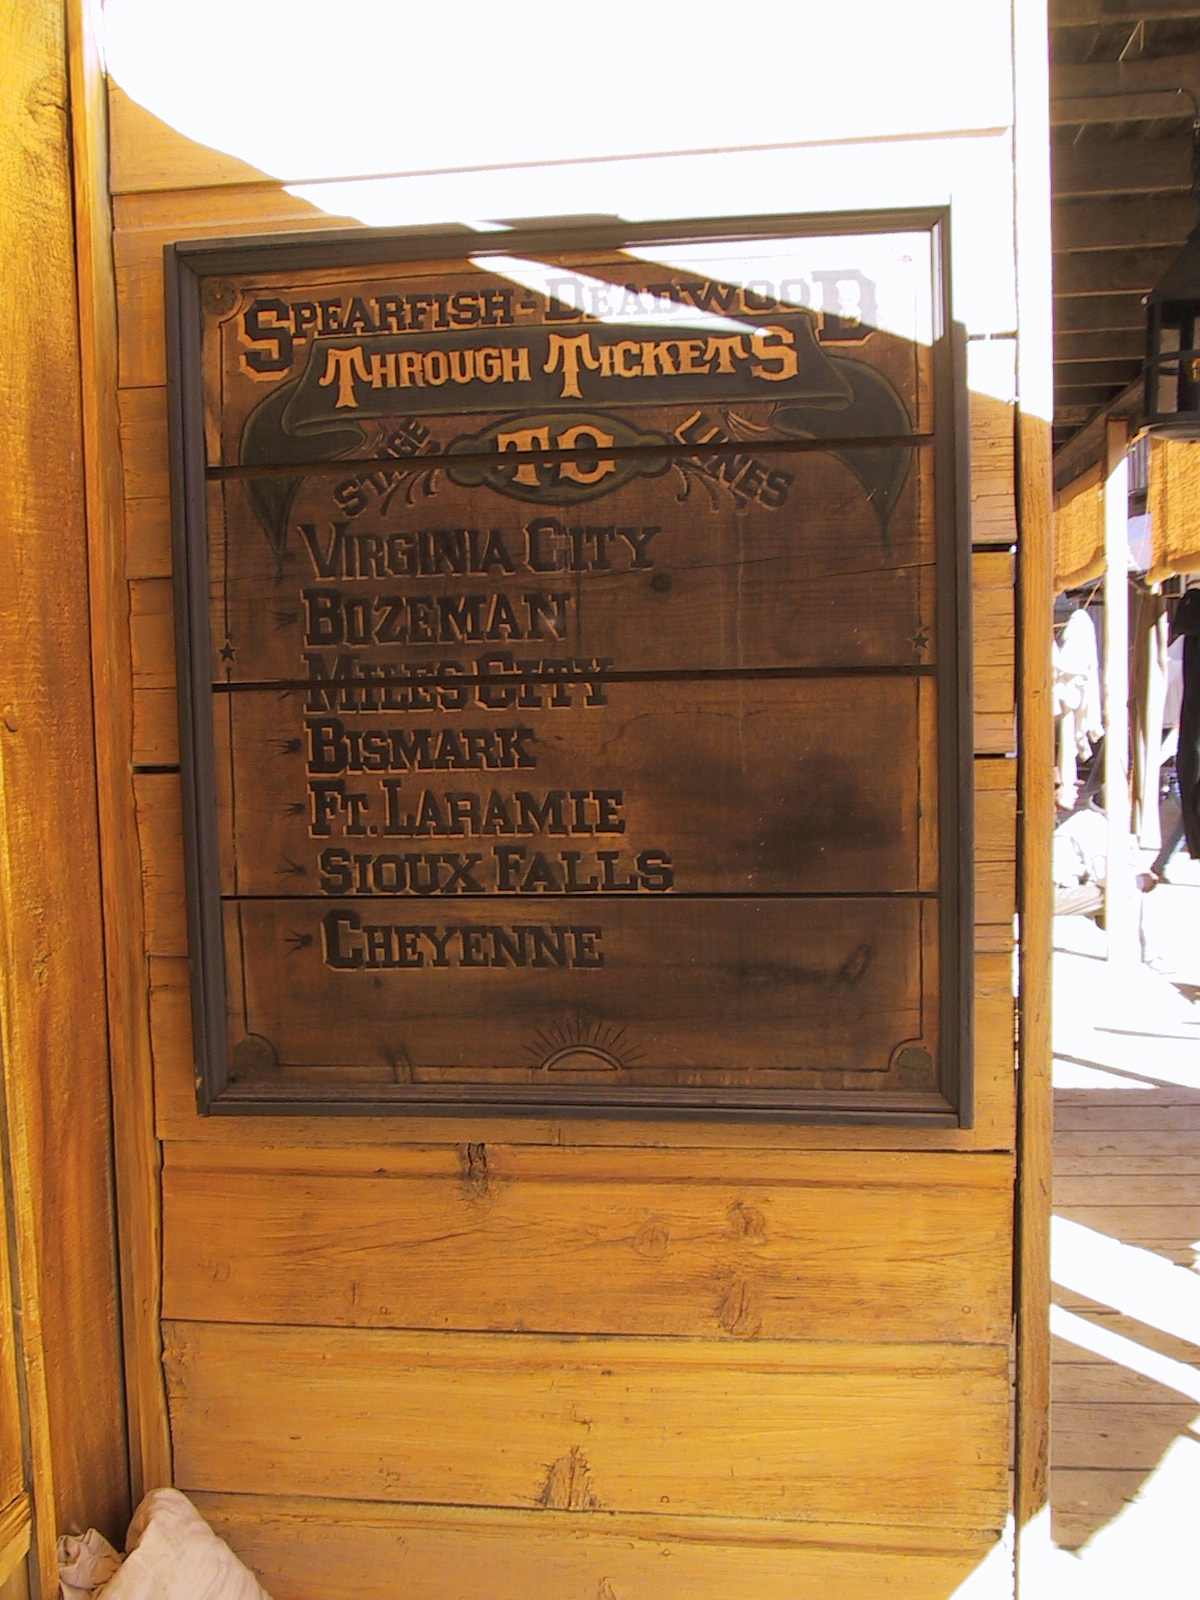 SPEARFISH - DEADWOOD
THROUGH TICKETS
STAGE TO LINES
VIRGINIA CITY
BOZEMAN
MILES CITY
BISMARK
FT. LARAMIE
SIOUX FALLS
CHEYENNE